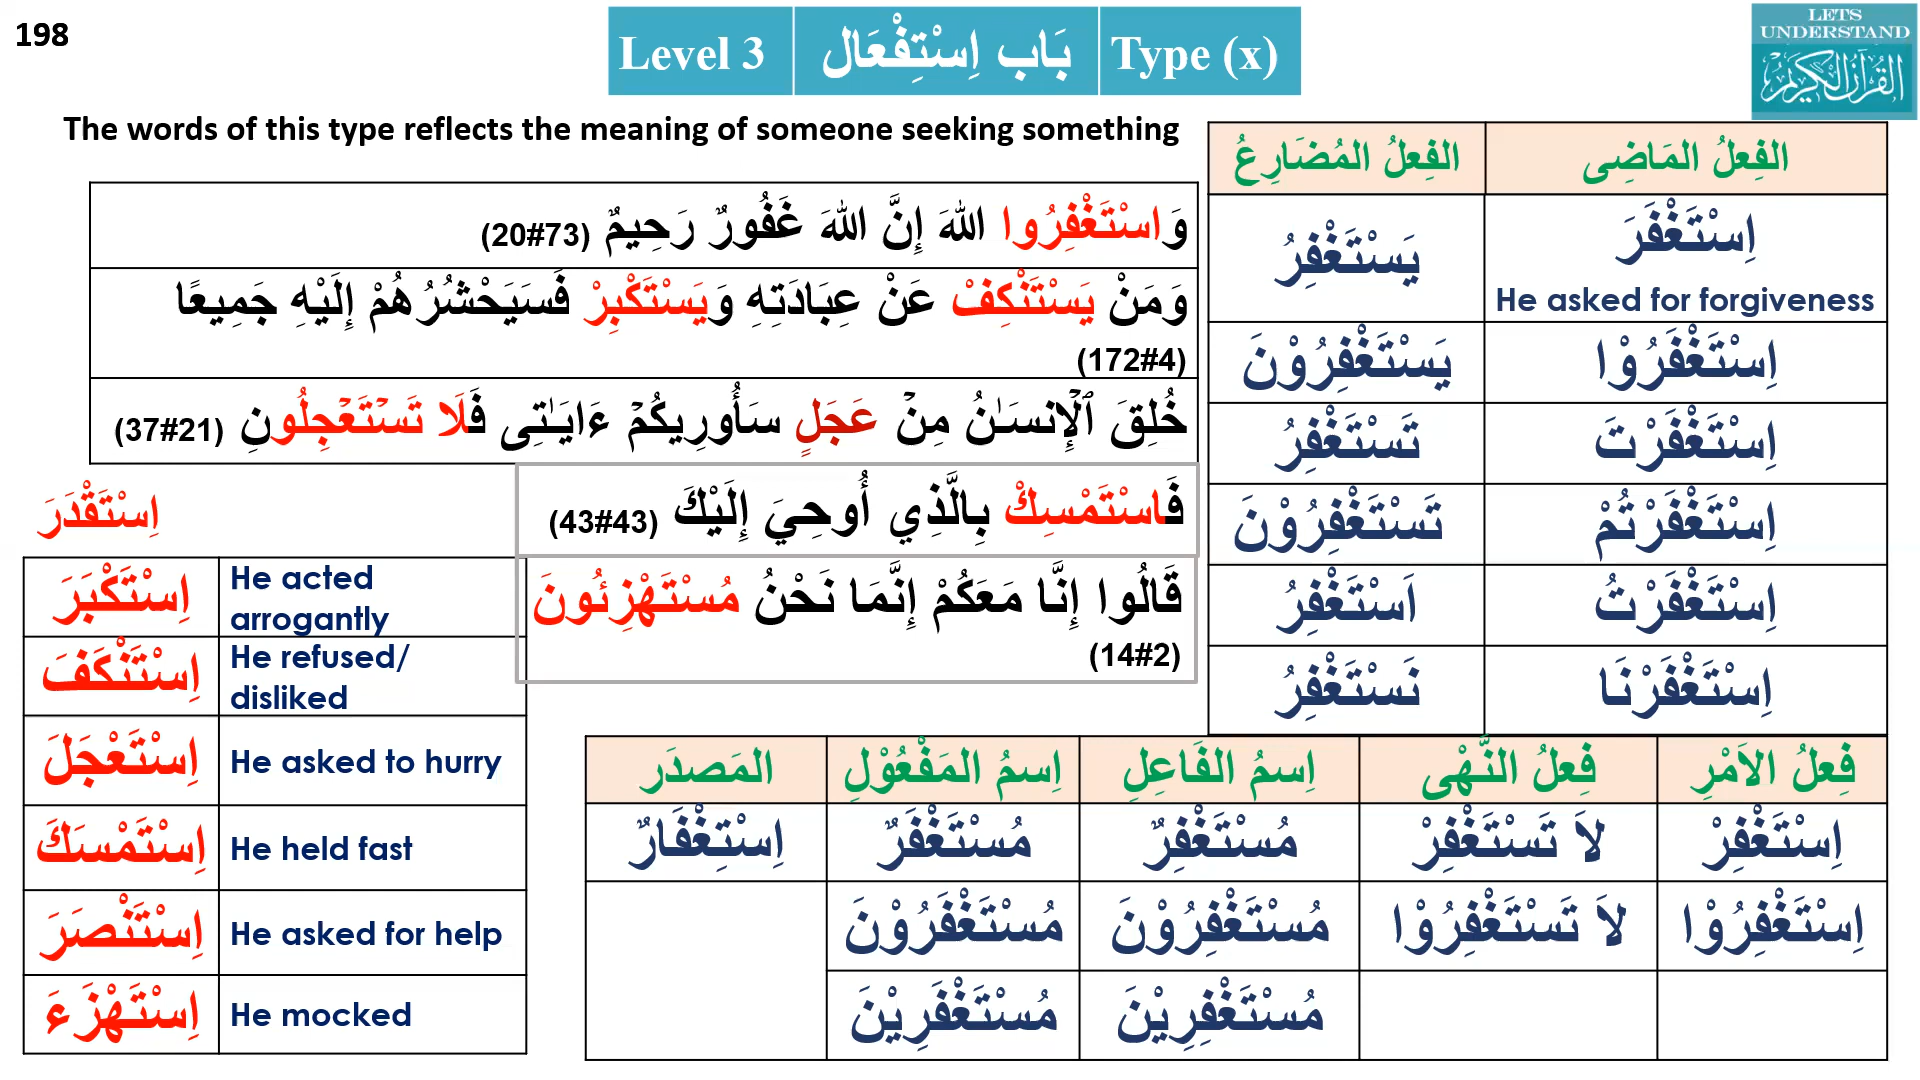 198
Level 3 بَاب اِسْتِفْعَال Type (x)
LETS
UNDERSTAND
القرآن الكريم
The words of this type reflects the meaning of someone seeking something
وَاسْتَغْفِرُوا اللهَ إِنَّ اللهَ غَفُورٌ رَحِيمٌ (20#73)
وَمَنْ يَسْتَنْكِفْ عَنْ عِبَادَتِهِ وَيَسْتَكْبِرْ فَسَيَحْشُرُهُمْ إِلَيْهِ جَمِيعًا
(172#4)
خُلِقَ ٱلْإِنسَـٰنُ مِنْ عَجَلٍ سَأُورِيكُمْ ءَايَـٰتِى فَلَا تَسْتَعْجِلُونِ (37#21)
فَاسْتَمْسِكْ بِالَّذِي أُوحِيَ إِلَيْكَ (43#43)
قَالُوا إِنَّا مَعَكُمْ إِنَّمَا نَحْنُ مُسْتَهْزِئُونَ
(14#2)
الفِعلُ المَاضِى الفِعلُ المُضَارِعُ
اِسْتَغْفَرَ يَسْتَغْفِرُ
He asked for forgiveness
اِسْتَغْفَرُوْا يَسْتَغْفِرُوْنَ
اِسْتَغْفَرْتَ تَسْتَغْفِرُ
اِسْتَغْفَرْتُمْ تَسْتَغْفِرُوْنَ
اِسْتَغْفَرْتُ اَسْتَغْفِرُ
اِسْتَغْفَرْنَا نَسْتَغْفِرُ
اِسْتَقْدَرَ
اِسْتَكْبَرَ He acted
arrogantly
اِسْتَنْكَفَ He refused/
disliked
اِسْتَعْجَلَ He asked to hurry
اِسْتَمْسَكَ He held fast
اِسْتَنْصَرَ He asked for help
اِسْتَهْزَءَ He mocked
فِعلُ الاَمْرِ فِعلُ النَّهْى اِسمُ الفَاعِلِ اِسمُ المَفْعُوْلِ المَصدَر
اِسْتَغْفِرْ لاَ تَسْتَغْفِرْ مُسْتَغْفِرٌ مُسْتَغْفَرٌ اِسْتِغْفَارٌ
اِسْتَغْفِرُوْا لاَ تَسْتَغْفِرُوْا مُسْتَغْفِرُوْنَ مُسْتَغْفَرُوْنَ
مُسْتَغْفِرِيْنَ مُسْتَغْفَرِيْنَ